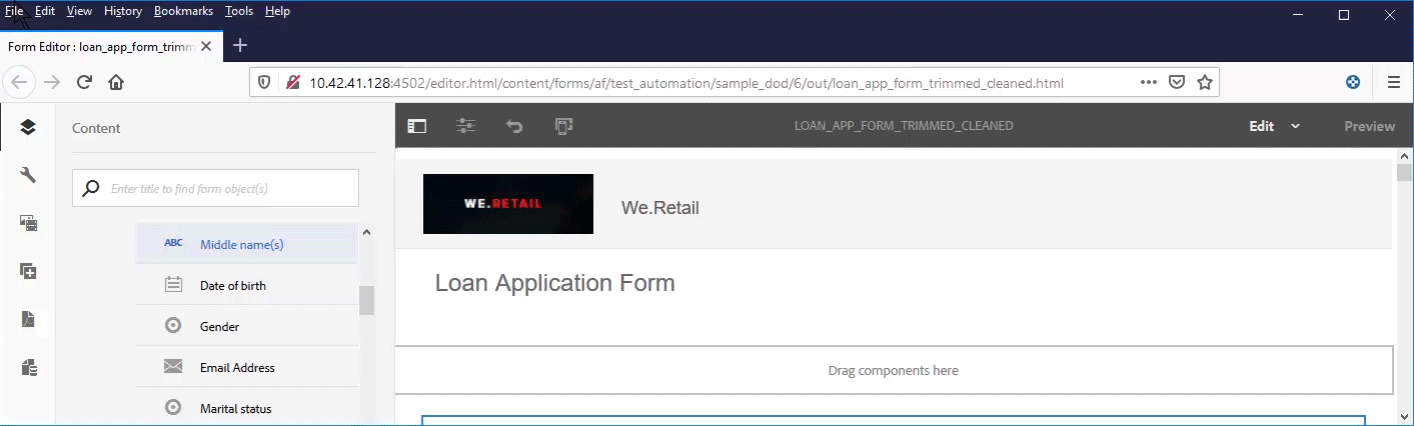 File Edit View History Bookmarks Tools Help
Form Editor : loan_app_form_trimm
10.42.41.128:4502/editor.html/content/forms/af/test_automation/sample_dod/6/out/loan_app_form_trimmed_cleaned.html
Content
LOAN_APP_FORM_TRIMMED_CLEANED
Edit
Preview
Enter title to find form object(s)
ABC Middle name(s)
Date of birth
Gender
Email Address
Marital status
WE.RETAIL
We.Retail
Loan Application Form
Drag components here